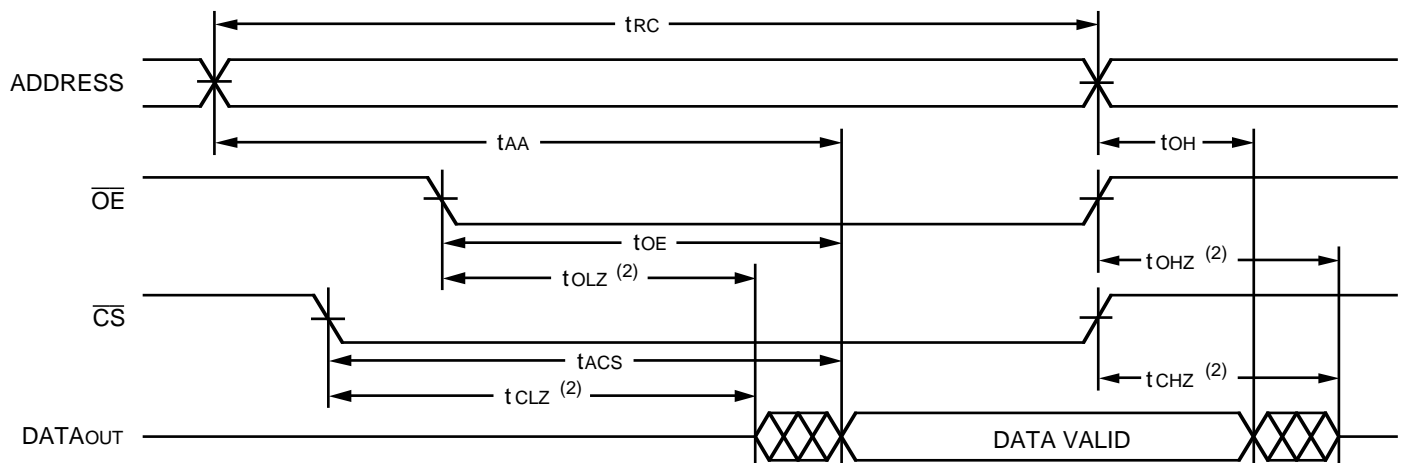 tRC
ADDRESS
tAA
tOH
OE
tOE
tOLZ (2)
tOHZ (2)
CS
tACS
tCLZ (2)
tCHZ (2)
DATAOUT
DATA VALID